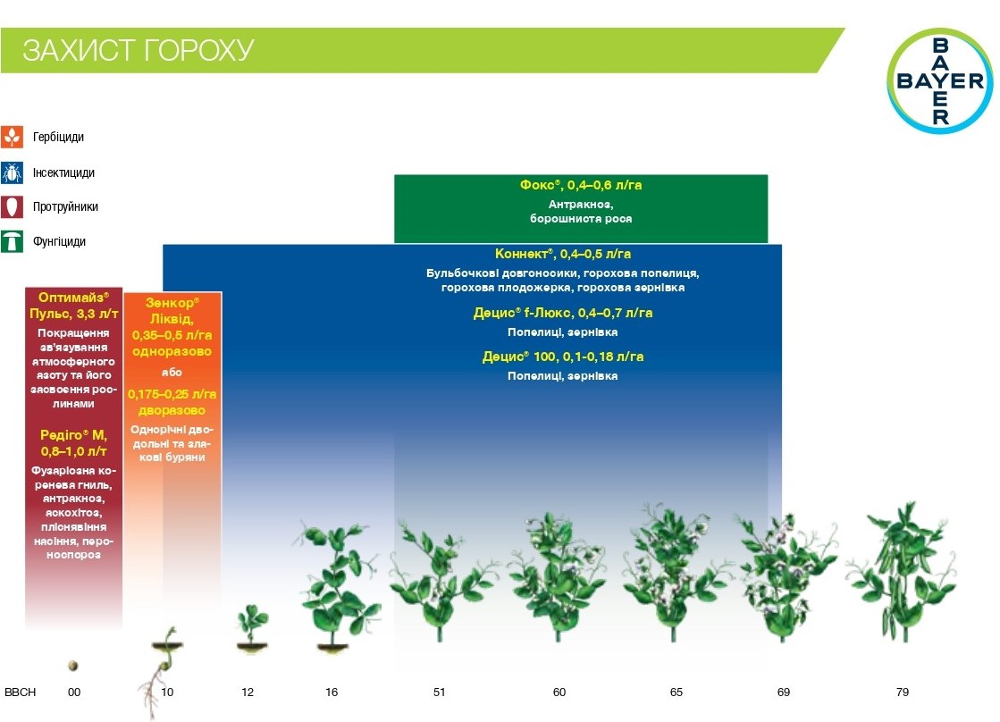 ЗАХИСТ ГОРОХУ
BAYER
BAYER
Гербіциди
Інсектициди
Протруйники
Фунгіциди
Фокс®, 0,4–0,6 л/га
Антракноз,
борошниста роса
Коннект®, 0,4–0,5 л/га
Бульбочкові довгоносики, горохова попелиця,
горохова плодожерка, горохова зернівка
Децис® f-Люкс, 0,4–0,7 л/га
Попелиці, зернівка
Децис® 100, 0,1-0,18 л/га
Попелиці, зернівка
Оптимайз®
Пульс, 3,3 л/т
Покращення
зв'язування
атмосферного
азоту та його
засвоєння рос-
линами
Редіго® М,
0,8–1,0 л/т
Фузаріозна ко-
ренева гниль,
антракноз,
аскохітоз,
пліснявіння
насіння, перо-
носпороз
Зенкор®
Ліквід,
0,35–0,5 л/га
одноразово
або
0,175–0,25 л/га
дворазово
Однорічні дво-
дольні та зла-
кові буряни
ВВСН 00 10 12 16 51 60 65 69 79